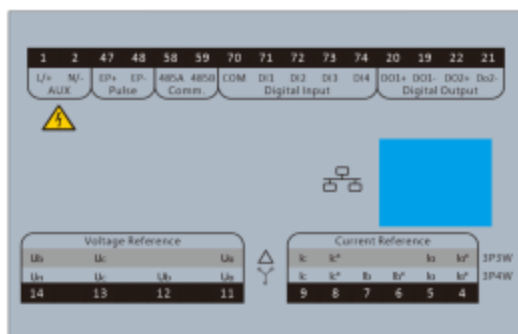 1 2 47 48 58 59 70 71 72 73 74 20 19 22 21
L/+ N/- EP+ EP- 485A 485B COM DI1 DI2 DI3 DI4 DO1+ DO1- DO2+ Do2-
AUX Pulse Comm. Digital Input Digital Output
Voltage Reference
Ub Uc Ua
Un Uc Ub Ua
14 13 12 11
Current Reference
Ic Ic* Ia Ia* 3P3W
Ic Ic* Ib Ib* Ia Ia* 3P4W
9 8 7 6 5 4